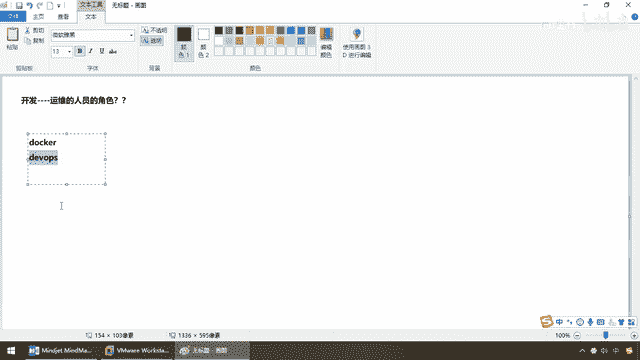 文本工具
无标题 - 画图
文件
主页
查看
文本
粘贴
剪切
复制
剪贴板
微软雅黑
13
B I U abc
字体
不透明
透明
背景
颜色 1
颜色 2
颜色
编辑颜色
使用画图 3D 进行编辑
开发----运维的人员的角色？？
docker
devops
154 × 103像素
1336 × 595像素
100%
中
Mindjet MindMa...
VMware Worksta...
无标题 - 画图
中